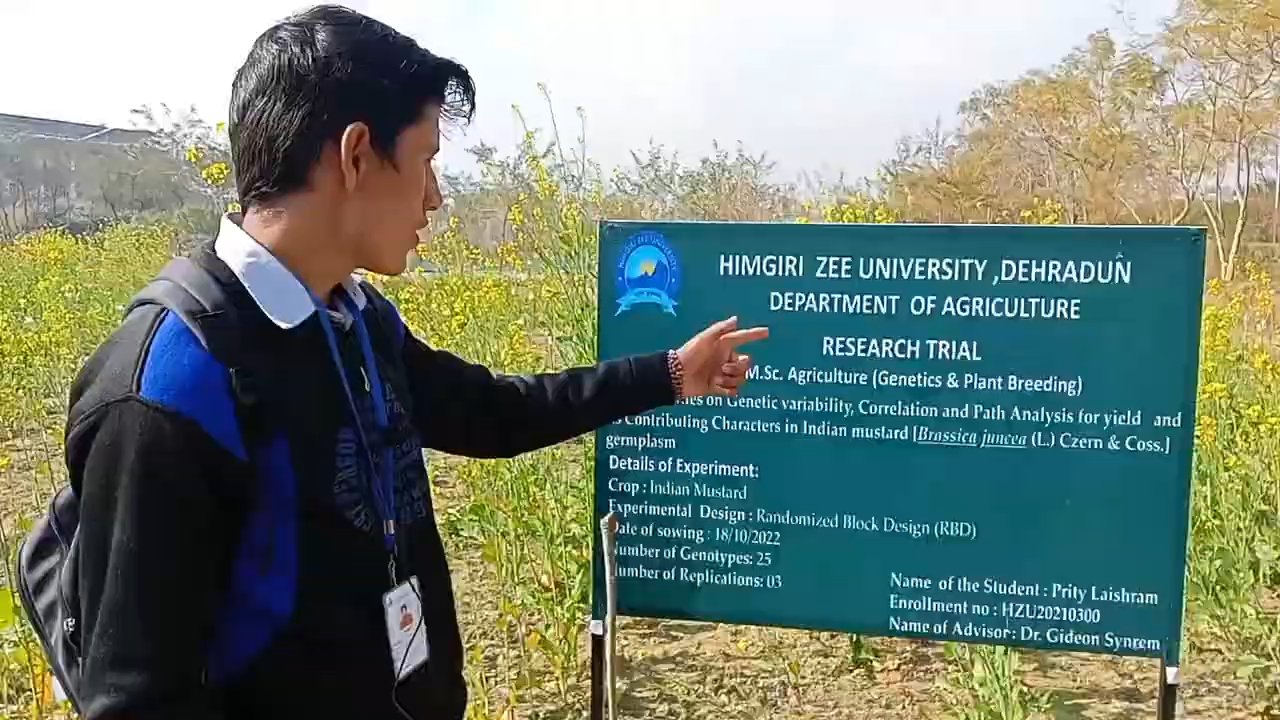 HIMGIRI ZEE UNIVERSITY
HIMGIRI ZEE UNIVERSITY ,DEHRADUN
DEPARTMENT OF AGRICULTURE
RESEARCH TRIAL
M.Sc. Agriculture (Genetics & Plant Breeding)
on Genetic variability, Correlation and Path Analysis for yield and
Contributing Characters in Indian mustard [Brassica juncea (L.) Czern & Coss.]
germplasm
Details of Experiment:
Crop : Indian Mustard
Experimental Design : Randomized Block Design (RBD)
Date of sowing : 18/10/2022
Number of Genotypes: 25
Number of Replications: 03
Name of the Student : Prity Laishram
Enrollment no : HZU20210300
Name of Advisor : Dr. Gideon Synrem